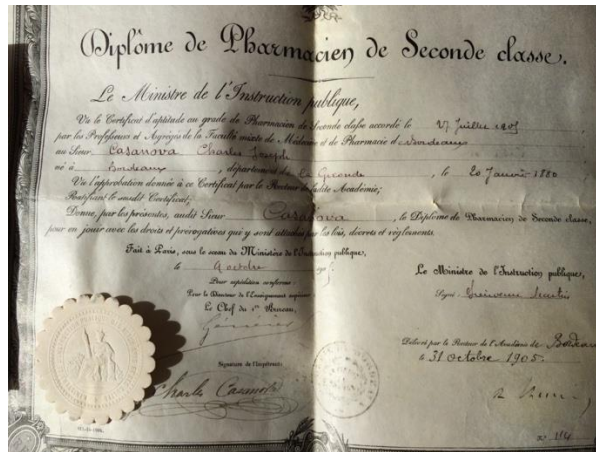 Diplôme de Pharmacien de Seconde classe.
Le Ministre de l'Instruction publique,
Vu le Certificat d'aptitude au grade de Pharmacien de Seconde classe accordé le 27 Juillet 1905
par les Professeurs et Agrégés de la Faculté mixte de Médecine et de Pharmacie d Bordeaux
au Sieur Casanova Charles Joseph
né à Bordeaux, département de la Gironde, le 20 Janvier 1880
Vu l'approbation donnée à ce Certificat par le Recteur de ladite Académie;
Ratifiant le susdit Certificat;
Donne, par les présentes, audit Sieur Casanova, le Diplôme de Pharmacien de Seconde classe,
pour en jouir avec les droits et prérogatives qui y sont attachés par les lois, décrets et règlements.
Fait à Paris, sous le sceau du Ministère de l'Instruction publique,
le 9 octobre
Pour expédition conforme:
Pour le Directeur de l'Enseignement supérieur
Le Chef du 1er Bureau,
Signature de l'Impétrant:
Charles Casanova
Le Ministre de l'Instruction publique,
Signé:
Délivré par le Recteur de l'Académie de Bordeaux
le 31 octobre 1905.